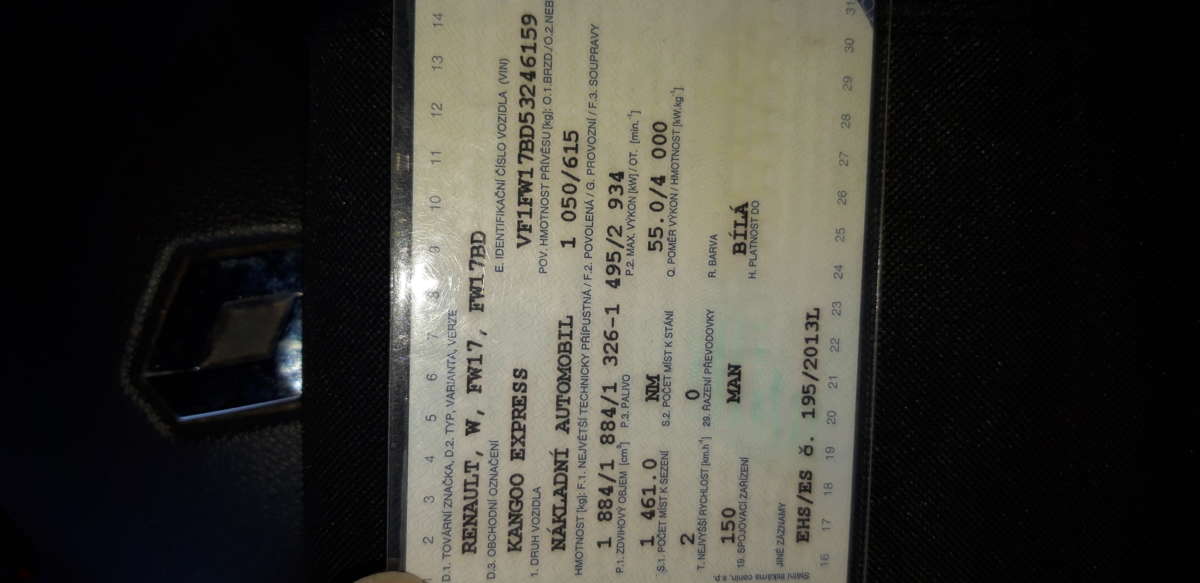 1 2 3 4 5 6 7 8 9 10 11 12 13 14
D.1. TOVÁRNÍ ZNAČKA, D.2. TYP, VARIANTA, VERZE
RENAULT, W, FW17, FW17BD
D.3. OBCHODNÍ OZNAČENÍ E. IDENTIFIKAČNÍ ČÍSLO VOZIDLA (VIN)
KANGOO EXPRESS VF1FW17BD53246159
1. DRUH VOZIDLA POV. HMOTNOST PŘÍVĚSU [kg]: O.1.BRZD./O.2.NEB
NÁKLADNÍ AUTOMOBIL 1 050/615
HMOTNOST [kg]: F.1. NEJVĚTŠÍ TECHNICKY PŘÍPUSTNÁ / F.2. POVOLENÁ / G. PROVOZNÍ / F.3. SOUPRAVY
1 884/1 884/1 326-1 495/2 934
P.1. ZDVIHOVÝ OBJEM [cm³] P.3. PALIVO P.2. MAX. VÝKON [kW] / OT. [min.⁻¹]
1 461.0 NM 55.0/4 000
S.1. POČET MÍST K SEZENÍ S.2. POČET MÍST K STÁNÍ Q. POMĚR VÝKON / HMOTNOST [kW.kg⁻¹]
2 0
T. NEJVYŠŠÍ RYCHLOST [km.h⁻¹] 29. ŘAZENÍ PŘEVODOVKY R. BARVA
150 MAN BÍLÁ
19. SPOJOVACÍ ZAŘÍZENÍ H. PLATNOST DO
JINÉ ZÁZNAMY
EHS/ES č. 195/2013L
16 17 18 19 20 21 22 23 24 25 26 27 28 29 30 31
Státní tiskárna cenin, s.p.